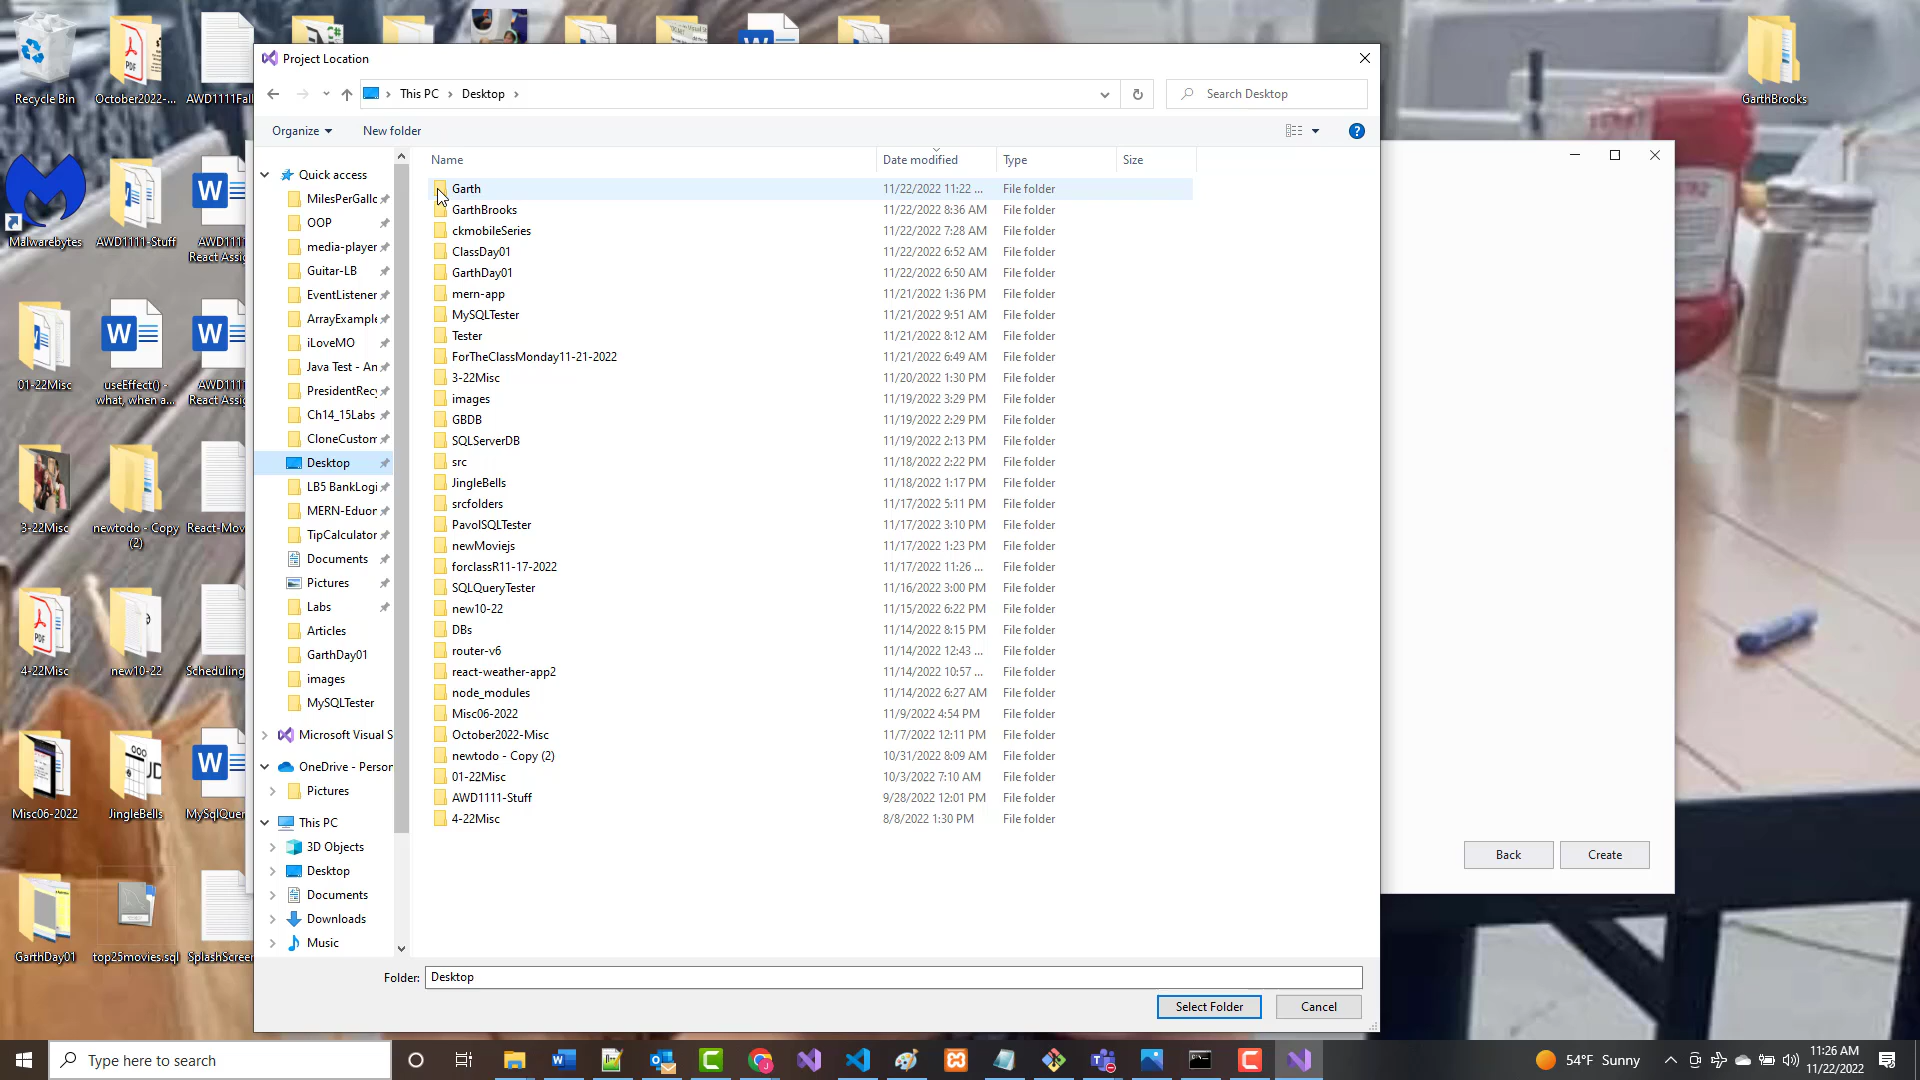 Project Location
This PC
Desktop
Search Desktop
Organize
New folder
Name
Date modified
Type
Size
Garth 11/22/2022 11:22 ... File folder
GarthBrooks 11/22/2022 8:36 AM File folder
ckmobileSeries 11/22/2022 7:28 AM File folder
ClassDay01 11/22/2022 6:52 AM File folder
GarthDay01 11/22/2022 6:50 AM File folder
mern-app 11/21/2022 1:36 PM File folder
MySQLTester 11/21/2022 9:51 AM File folder
Tester 11/21/2022 8:12 AM File folder
ForTheClassMonday11-21-2022 11/21/2022 6:49 AM File folder
3-22Misc 11/20/2022 1:30 PM File folder
images 11/19/2022 3:29 PM File folder
GBDB 11/19/2022 2:29 PM File folder
SQLServerDB 11/19/2022 2:13 PM File folder
src 11/18/2022 2:22 PM File folder
JingleBells 11/18/2022 1:17 PM File folder
srcfolders 11/17/2022 5:11 PM File folder
PavolSQLTester 11/17/2022 3:10 PM File folder
newMoviejs 11/17/2022 1:23 PM File folder
forclassR11-17-2022 11/17/2022 11:26 ... File folder
SQLQueryTester 11/16/2022 3:00 PM File folder
new10-22 11/15/2022 6:22 PM File folder
DBs 11/14/2022 8:15 PM File folder
router-v6 11/14/2022 12:43 ... File folder
react-weather-app2 11/14/2022 10:57 ... File folder
node_modules 11/14/2022 6:27 AM File folder
Misc06-2022 11/9/2022 4:54 PM File folder
October2022-Misc 11/7/2022 12:11 PM File folder
newtodo - Copy (2) 10/31/2022 8:09 AM File folder
01-22Misc 10/3/2022 7:10 AM File folder
AWD1111-Stuff 9/28/2022 12:01 PM File folder
4-22Misc 8/8/2022 1:30 PM File folder
Quick access
MilesPerGallc
OOP
media-player
Guitar-LB
EventListener
ArrayExample
iLoveMO
Java Test - An
PresidentRecy
Ch14_15Labs
CloneCustom
Desktop
LB5 BankLogi
MERN-Eduor
TipCalculator
Documents
Pictures
Labs
Articles
GarthDay01
images
MySQLTester
Microsoft Visual S
OneDrive - Person
Pictures
This PC
3D Objects
Desktop
Documents
Downloads
Music
Folder: Desktop
Select Folder
Cancel
Back
Create
Recycle Bin
October2022-...
AWD1111Fall
Malwarebytes
AWD1111-Stuff
AWD111
React Assig
01-22Misc
useEffect() -
what, when a...
AWD111
React Assig
3-22Misc
newtodo - Copy
(2)
React-Mov
4-22Misc
new10-22
Scheduling
Misc06-2022
JingleBells
MySqlQuer
GarthDay01
top25movies.sql
SplashScreen
GarthBrooks
Type here to search
54°F Sunny
11:26 AM
11/22/2022